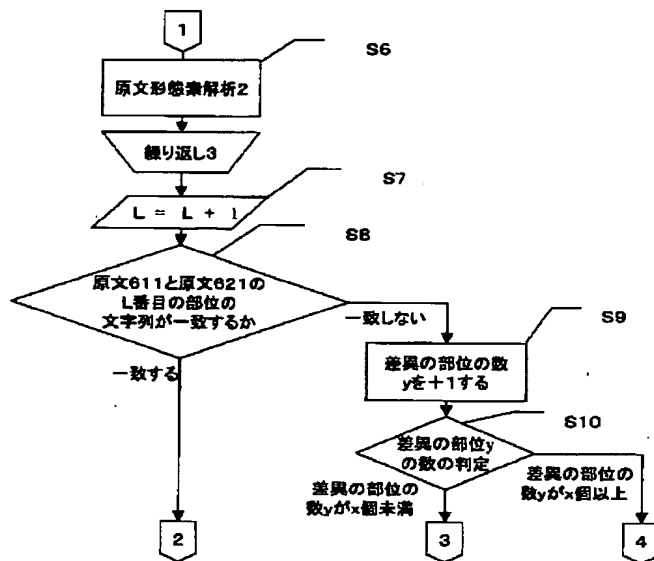 1
S6
原文形態素解析2
繰り返し3
S7
L = L + 1
S8
原文611と原文621の
L番目の部位の
文字列が一致するか
一致しない
S9
一致する
差異の部位の数
yを+1する
S10
差異の部位y
の数の判定
差異の部位の
数yがx個未満
差異の部位の
数yがx個以上
2
3
4